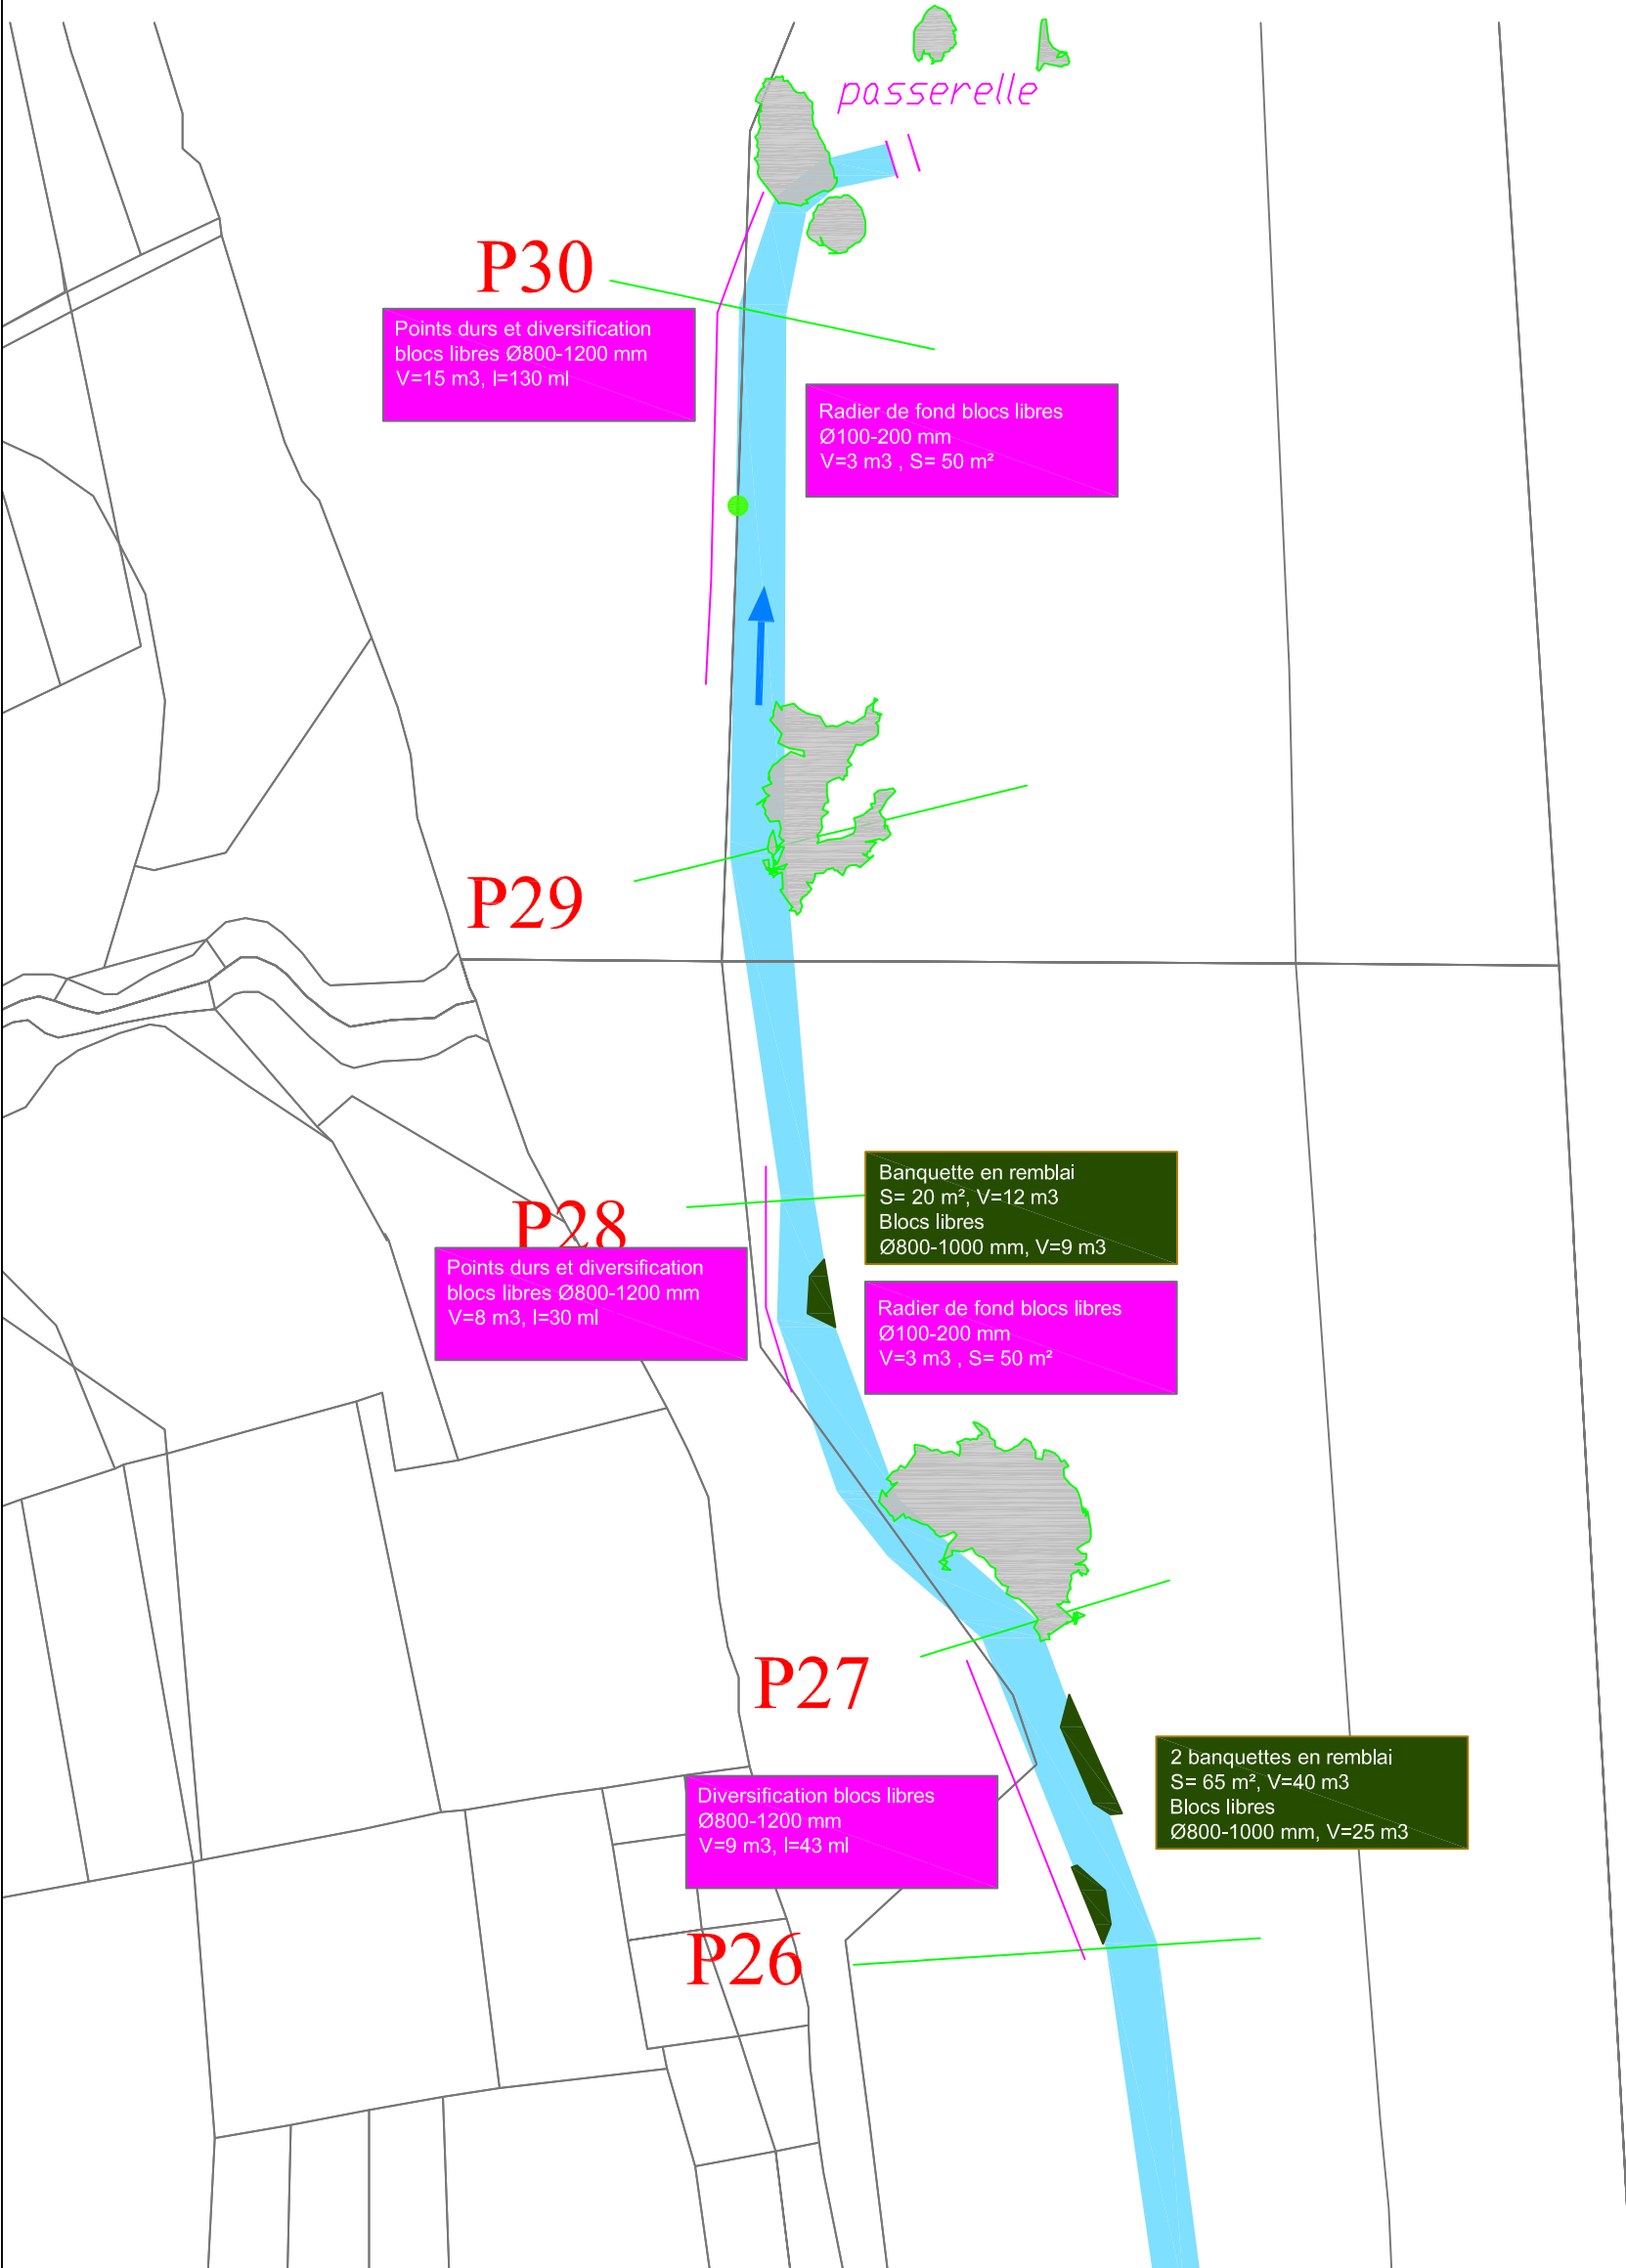 passerelle
P30
Points durs et diversification
blocs libres Ø800-1200 mm
V=15 m3, l=130 ml
Radier de fond blocs libres
Ø100-200 mm
V=3 m3 , S= 50 m²
P29
Banquette en remblai
S= 20 m², V=12 m3
Blocs libres
Ø800-1000 mm, V=9 m3
P28
Points durs et diversification
blocs libres Ø800-1200 mm
V=8 m3, l=30 ml
Radier de fond blocs libres
Ø100-200 mm
V=3 m3 , S= 50 m²
P27
2 banquettes en remblai
S= 65 m², V=40 m3
Blocs libres
Ø800-1000 mm, V=25 m3
Diversification blocs libres
Ø800-1200 mm
V=9 m3, l=43 ml
P26